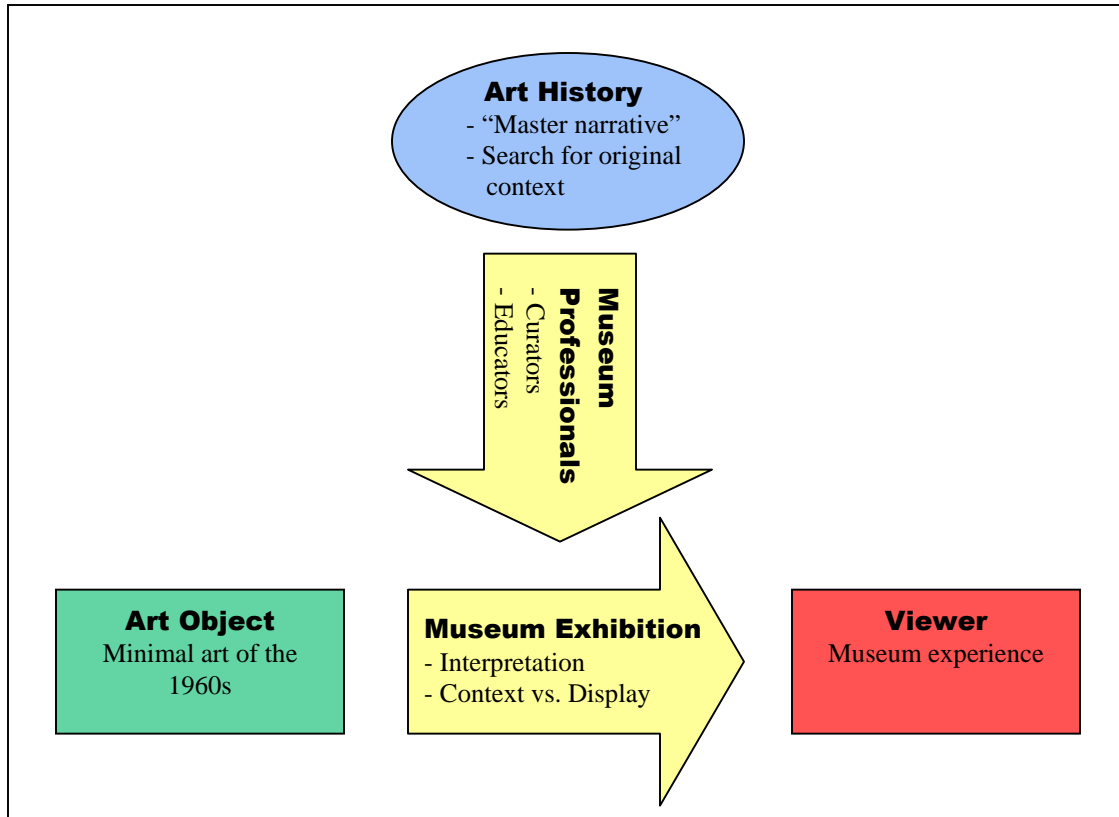 Art History
- “Master narrative”
- Search for original
context
Museum
Professionals
- Curators
- Educators
Art Object
Minimal art of the
1960s
Museum Exhibition
- Interpretation
- Context vs. Display
Viewer
Museum experience